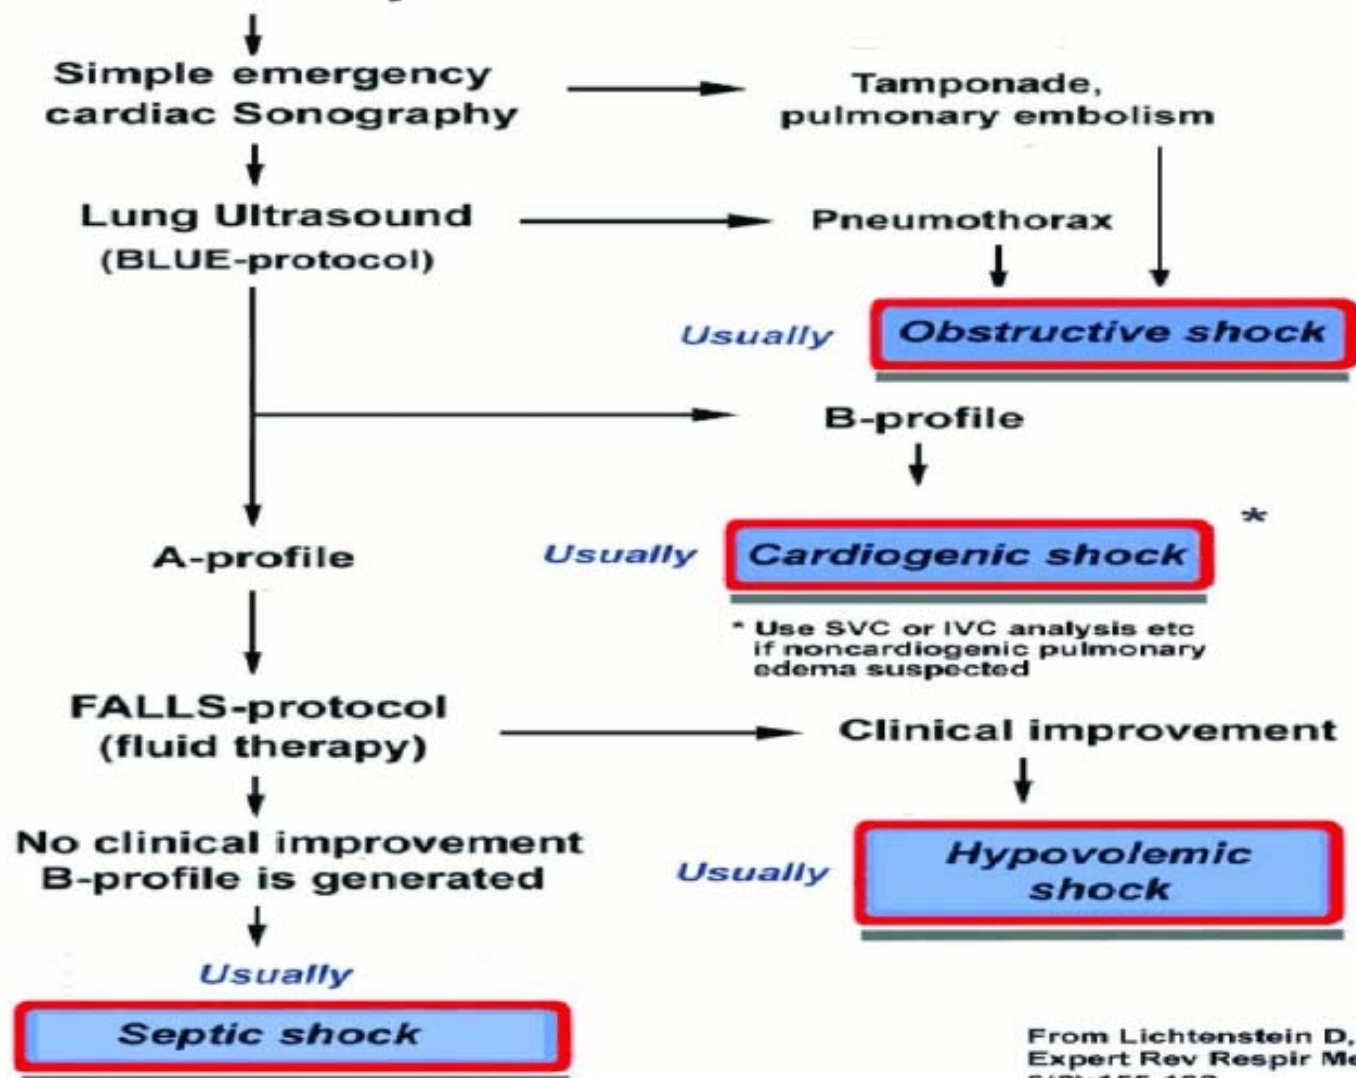 Simple emergency
cardiac Sonography
Tamponade,
pulmonary embolism
Lung Ultrasound
(BLUE-protocol)
Pneumothorax
Usually
Obstructive shock
B-profile
A-profile
Usually
Cardiogenic shock
*
* Use SVC or IVC analysis etc
if noncardiogenic pulmonary
edema suspected
FALLS-protocol
(fluid therapy)
Clinical improvement
No clinical improvement
B-profile is generated
Usually
Hypovolemic
shock
Usually
Septic shock
From Lichtenstein D,
Expert Rev Respir Me